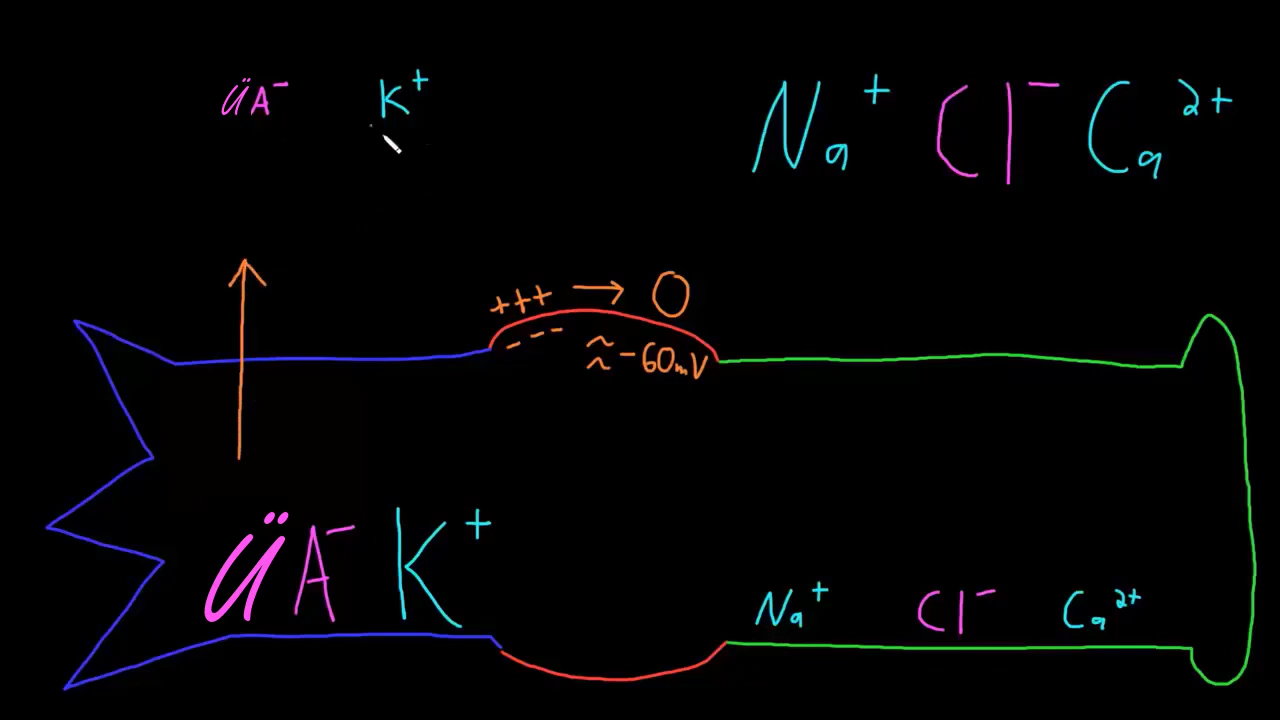 ÜA⁻ K⁺ Na⁺ Cl⁻ Ca²⁺
+++ → 0
--- ≈ -60mV
ÜA⁻ K⁺
Na⁺ Cl⁻ Ca²⁺